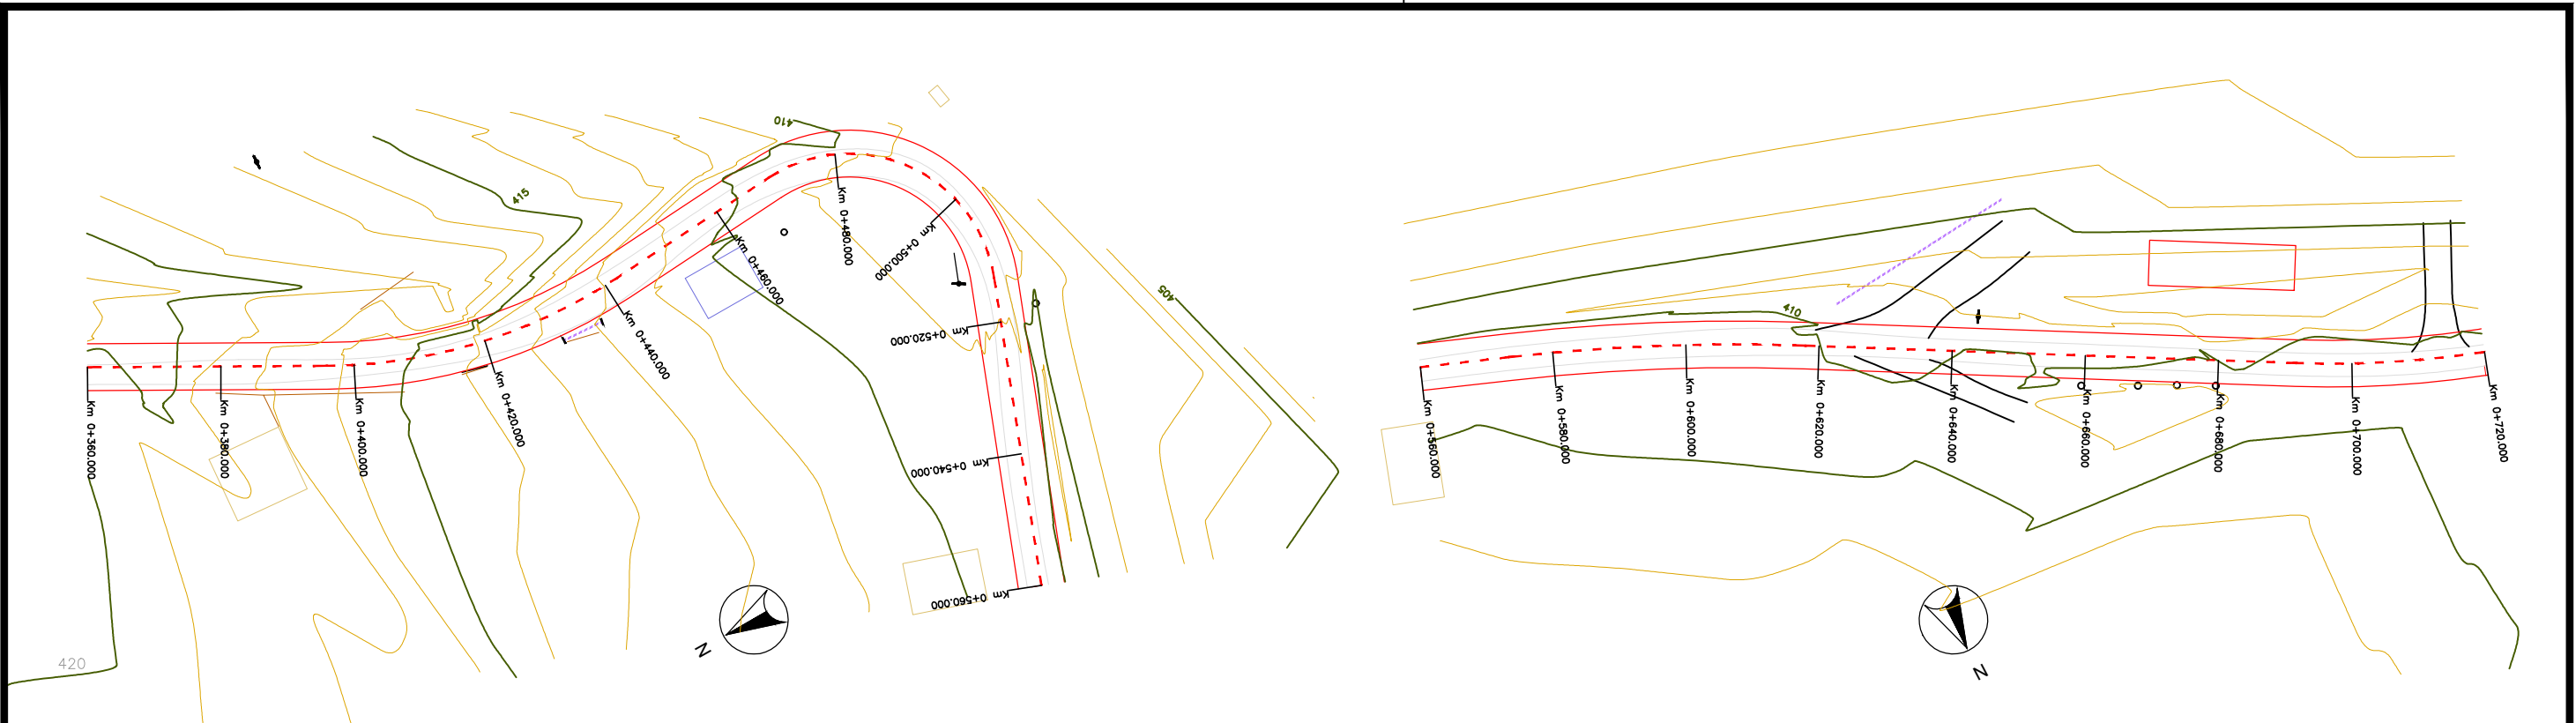 410
415
405
Km 0+360.000
Km 0+380.000
Km 0+400.000
Km 0+420.000
Km 0+440.000
Km 0+460.000
Km 0+480.000
Km 0+500.000
Km 0+520.000
Km 0+540.000
Km 0+560.000
N
420
410
Km 0+560.000
Km 0+580.000
Km 0+600.000
Km 0+620.000
Km 0+640.000
Km 0+660.000
Km 0+680.000
Km 0+700.000
Km 0+720.000
N